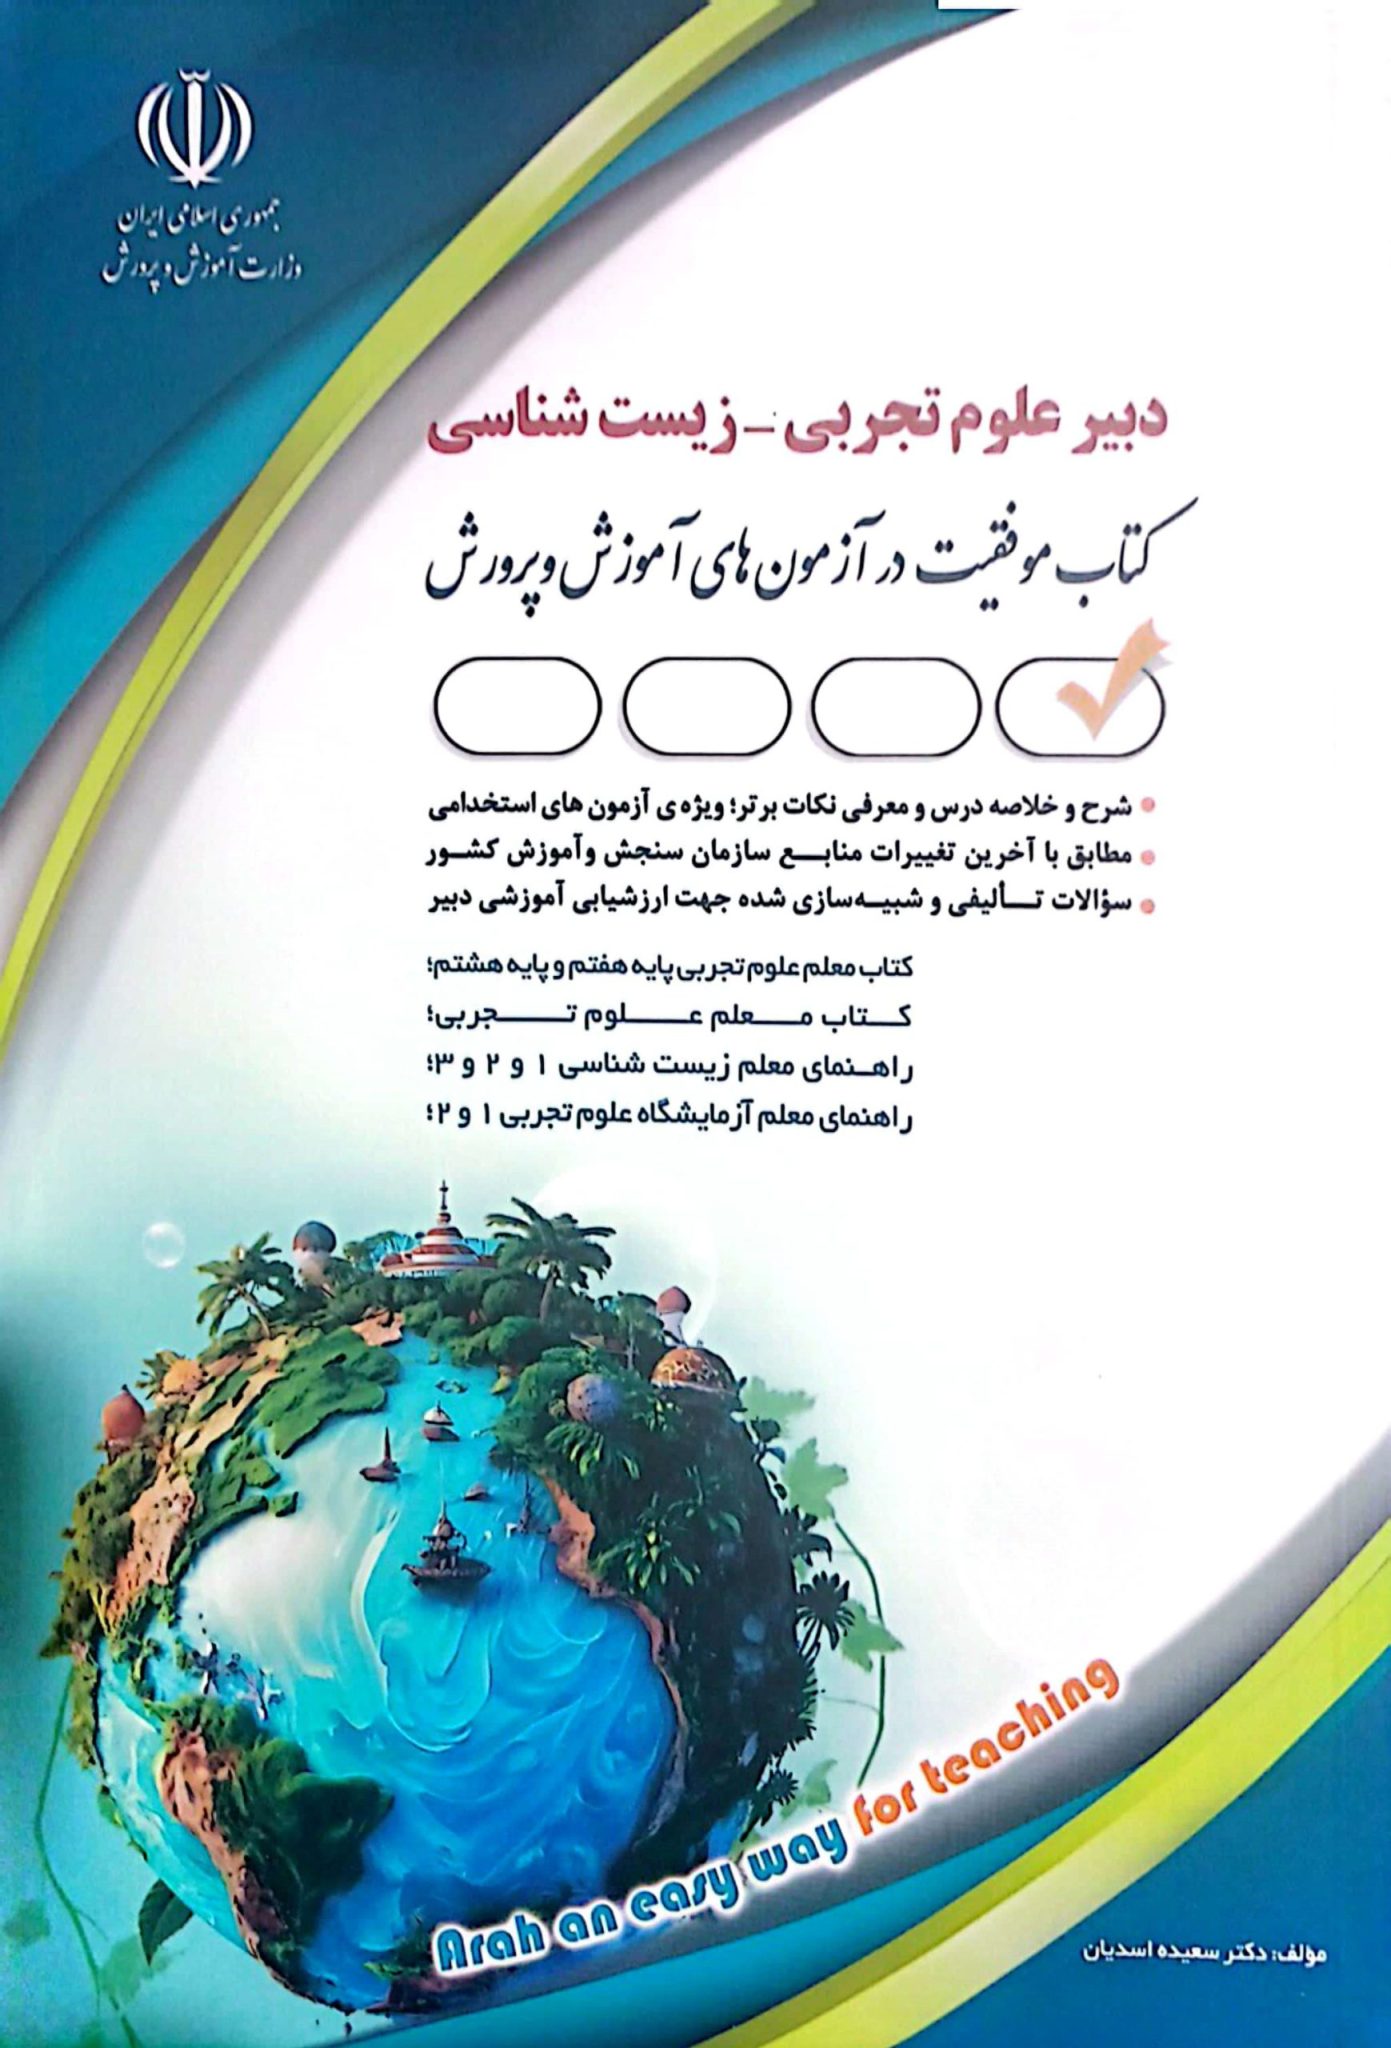 جمهوری اسلامی ایران
وزارت آموزش و پرورش
دبیر علوم تجربی - زیست شناسی
کتاب موفقیت در آزمون های آموزش و پرورش
شرح و خلاصه درس و معرفی نکات برتر؛ ویژه‌ی آزمون های استخدامی
مطابق با آخرین تغییرات منابع سازمان سنجش وآموزش کشور
سؤالات تألیفی و شبیه‌سازی شده جهت ارزشیابی آموزشی دبیر
کتاب معلم علوم تجربی پایه هفتم و پایه هشتم؛
کتاب معلم علوم تجربی؛
راهنمای معلم زیست شناسی ۱ و ۲ و ۳؛
راهنمای معلم آزمایشگاه علوم تجربی ۱ و ۲؛
Arah an easy way for teaching
مؤلف: دکتر سعیده اسدیان